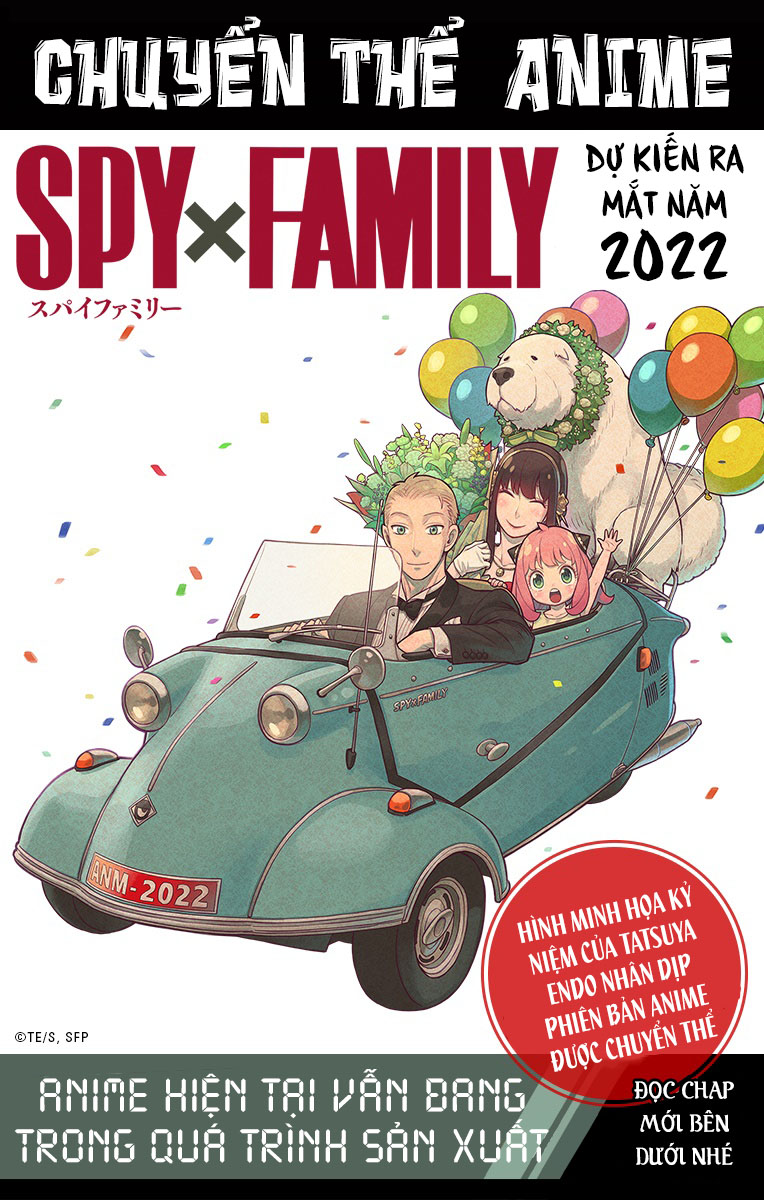 CHUYỂN THỂ ANIME
SPY×FAMILY
スパイファミリー
DỰ KIẾN RA
MẮT NĂM
2022
SPY×FAMILY
ANM-2022
HÌNH MINH HỌA KỶ
NIỆM CỦA TATSUYA
ENDO NHÂN DỊP
PHIÊN BẢN ANIME
ĐƯỢC CHUYỂN THỂ
©TE/S, SFP
ANIME HIỆN TẠI VẪN ĐANG
TRONG QUÁ TRÌNH SẢN XUẤT
ĐỌC CHAP
MỚI BÊN
DƯỚI NHÉ